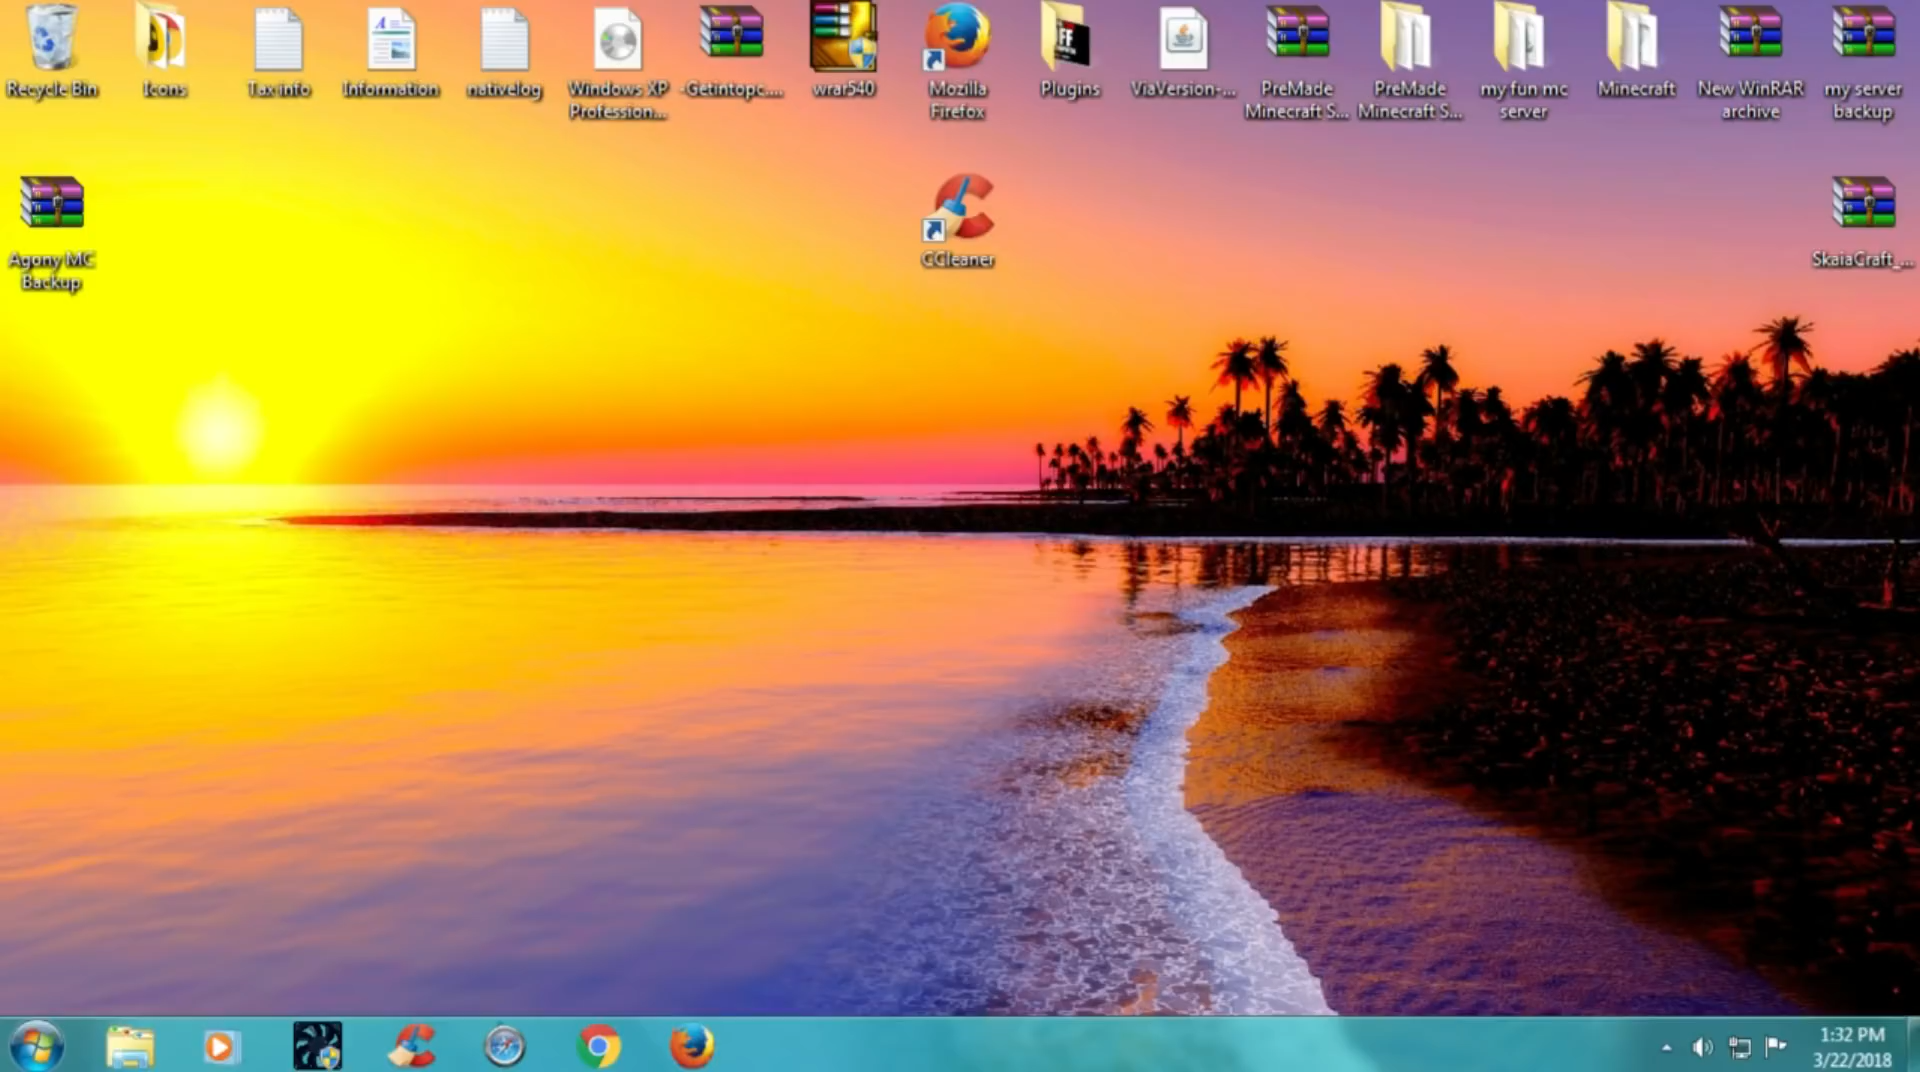 Recycle Bin
Icons
Tax info
Information
nativelog
Windows XP
Profession...
-Getintopc....
wrar540
Mozilla
Firefox
Plugins
ViaVersion-...
PreMade
Minecraft S...
PreMade
Minecraft S...
my fun mc
server
Minecraft
New WinRAR
archive
my server
backup
Agony MC
Backup
CCleaner
SkaiaCraft_...
1:32 PM
3/22/2018